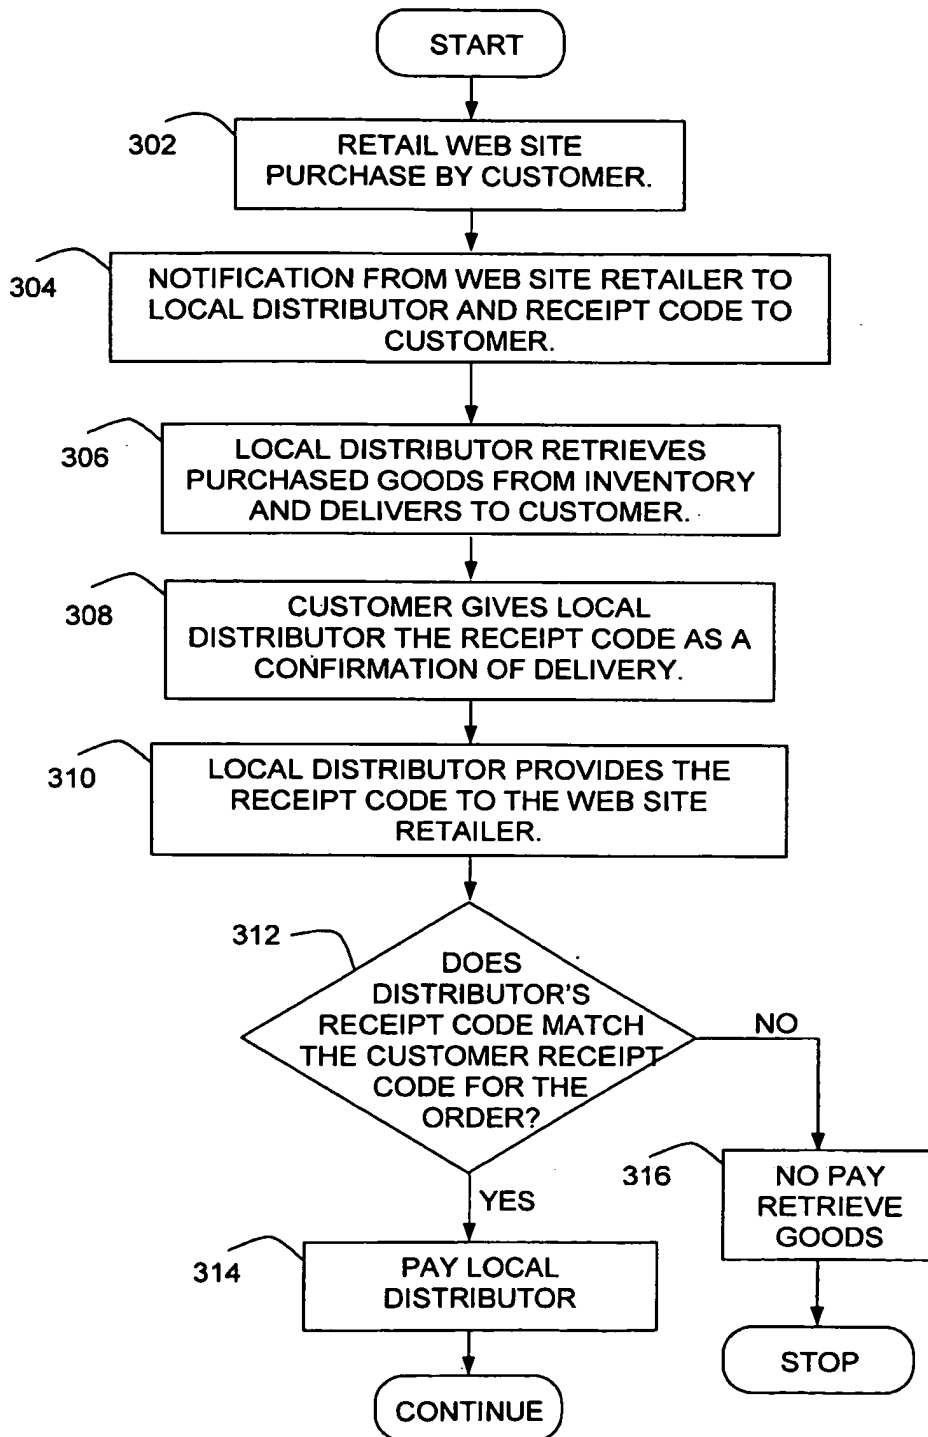 START
302
RETAIL WEB SITE
PURCHASE BY CUSTOMER.
304
NOTIFICATION FROM WEB SITE RETAILER TO
LOCAL DISTRIBUTOR AND RECEIPT CODE TO
CUSTOMER.
306
LOCAL DISTRIBUTOR RETRIEVES
PURCHASED GOODS FROM INVENTORY
AND DELIVERS TO CUSTOMER.
308
CUSTOMER GIVES LOCAL
DISTRIBUTOR THE RECEIPT CODE AS A
CONFIRMATION OF DELIVERY.
310
LOCAL DISTRIBUTOR PROVIDES THE
RECEIPT CODE TO THE WEB SITE
RETAILER.
312
DOES
DISTRIBUTOR'S
RECEIPT CODE MATCH
THE CUSTOMER RECEIPT
CODE FOR THE
ORDER?
NO
316
NO PAY
RETRIEVE
GOODS
YES
314
PAY LOCAL
DISTRIBUTOR
STOP
CONTINUE